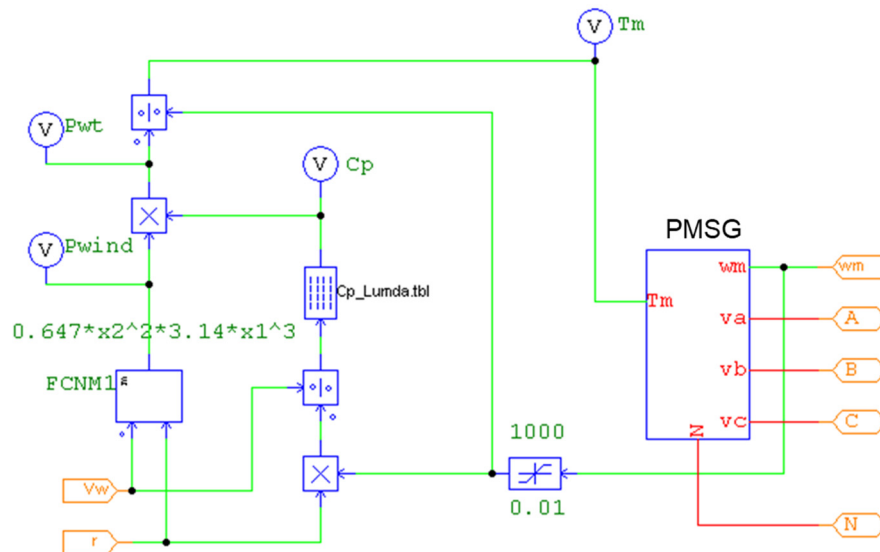 V Tm
V Pwt
V Cp
PMSG
V Pwind
wm wm
Cp_Lumda.tbl
Tm
va A
0.647*x2^2*3.14*x1^3
FCNM1
vb B
1000
vc C
N
Vw
0.01
N
r